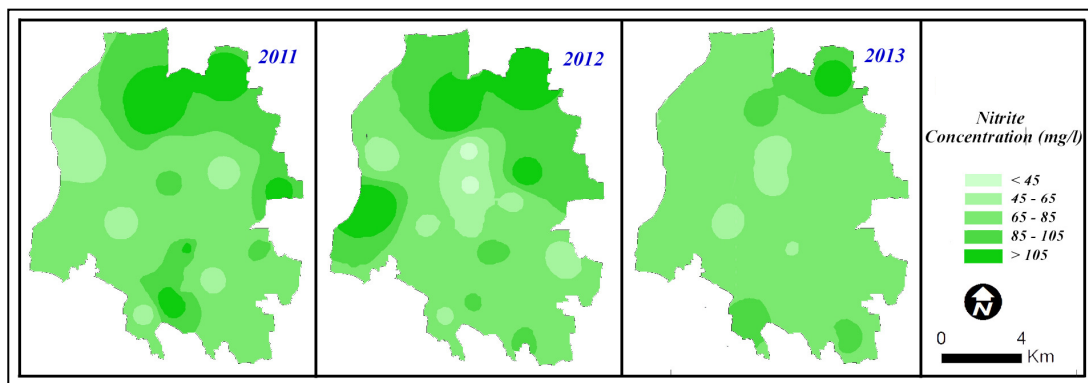 2011
2012
2013
Nitrite
Concentration (mg/l)
< 45
45 - 65
65 - 85
85 - 105
> 105
N
0 4
Km